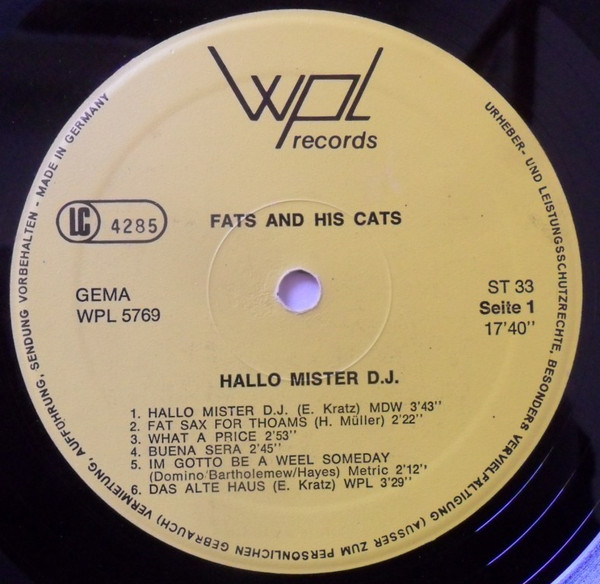 wpl
records
FATS AND HIS CATS
LC 4285
GEMA
WPL 5769
ST 33
Seite 1
17'40''
HALLO MISTER D.J.
1. HALLO MISTER D.J. (E. Kratz) MDW 3'43''
2. FAT SAX FOR THOAMS (H. Müller) 2'22''
3. WHAT A PRICE 2'53''
4. BUENA SERA 2'45''
5. IM GOTTO BE A WEEL SOMEDAY
(Domino/Bartholemew/Hayes) Metric 2'12''
6. DAS ALTE HAUS (E. Kratz) WPL 3'29''
URHEBER- UND LEISTUNGSSCHUTZRECHTE, BESONDERS VERVIELFÄLTIGUNG (AUSSER ZUM PERSÖNLICHEN GEBRAUCH) VERMIETUNG, AUFFÜHRUNG, SENDUNG VORBEHALTEN - MADE IN GERMANY